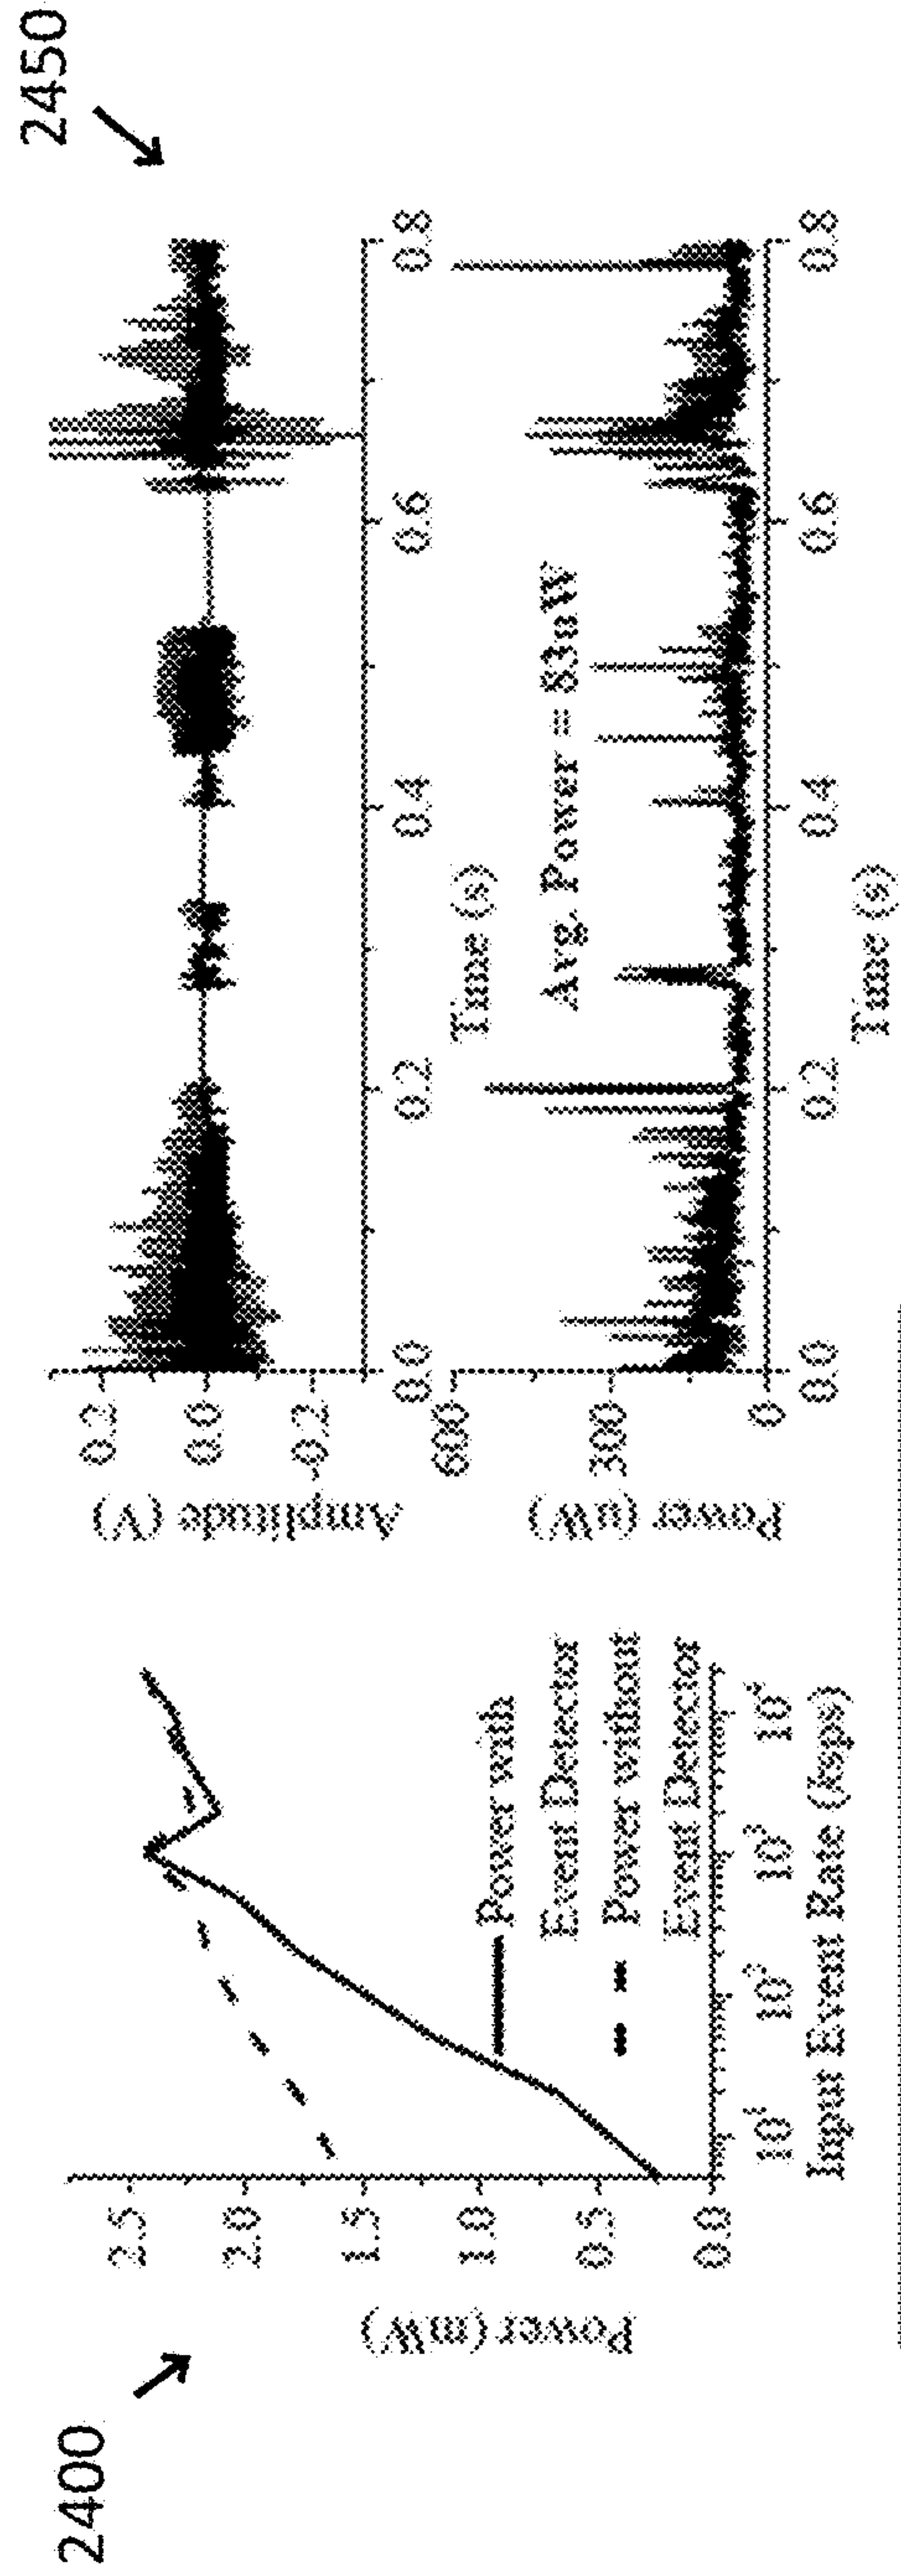 2400
Power (mW)
2.5
2.0
1.5
1.0
0.5
0.0
Power with
Event Detector
Power without
Event Detector
10¹
10²
10³
10⁴
Input Event Rate (ksps)
2450
Amplitude (V)
0.2
0.0
-0.2
0.0
0.2
0.4
0.6
0.8
Time (s)
Power (uW)
600
300
0
Avg. Power = 83uW
0.0
0.2
0.4
0.6
0.8
Time (s)